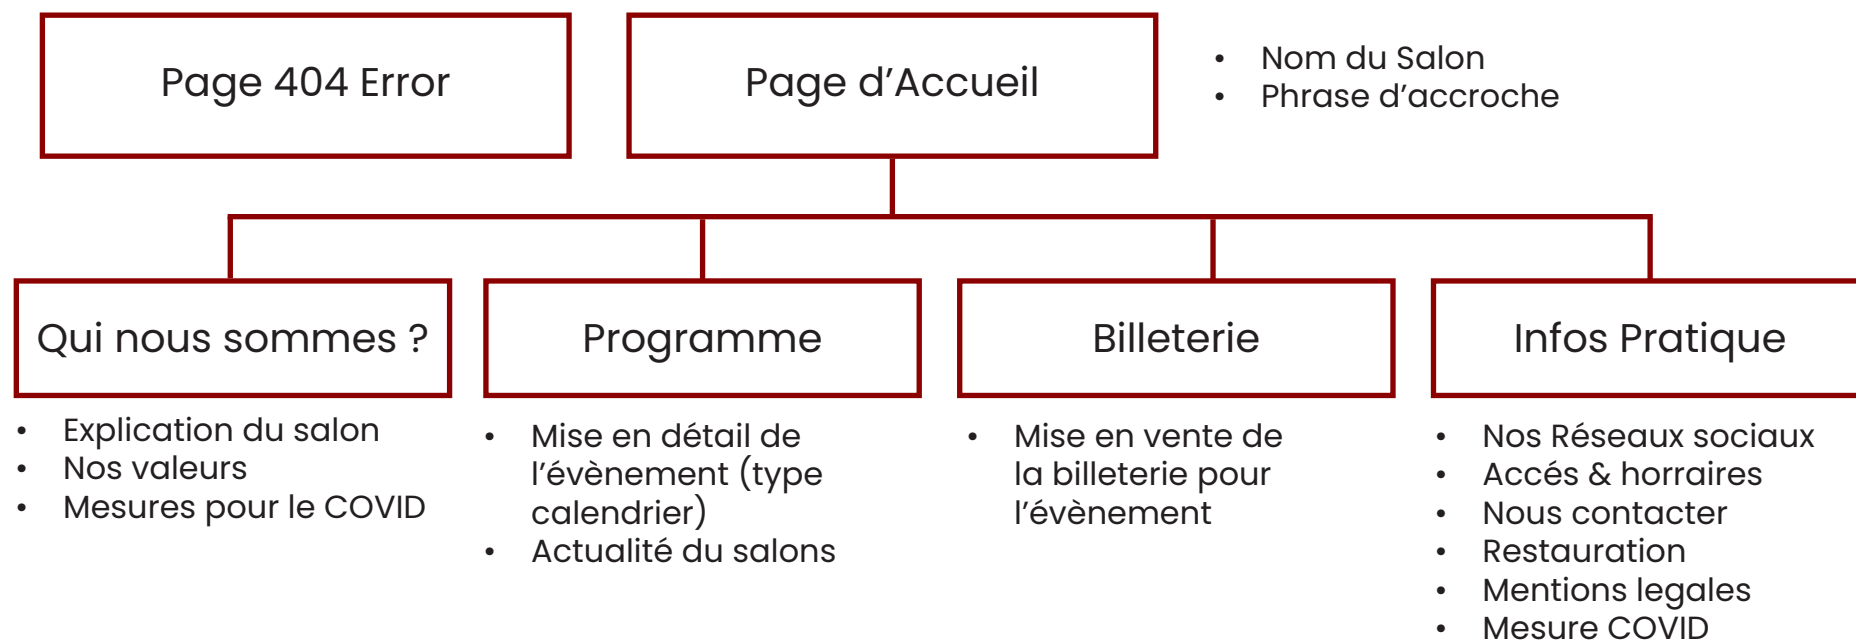 Page 404 Error
Page d’Accueil
• Nom du Salon
• Phrase d’accroche
Qui nous sommes ?
• Explication du salon
• Nos valeurs
• Mesures pour le COVID
Programme
• Mise en détail de
l’évènement (type
calendrier)
• Actualité du salons
Billeterie
• Mise en vente de
la billeterie pour
l’évènement
Infos Pratique
• Nos Réseaux sociaux
• Accés & horraires
• Nous contacter
• Restauration
• Mentions legales
• Mesure COVID